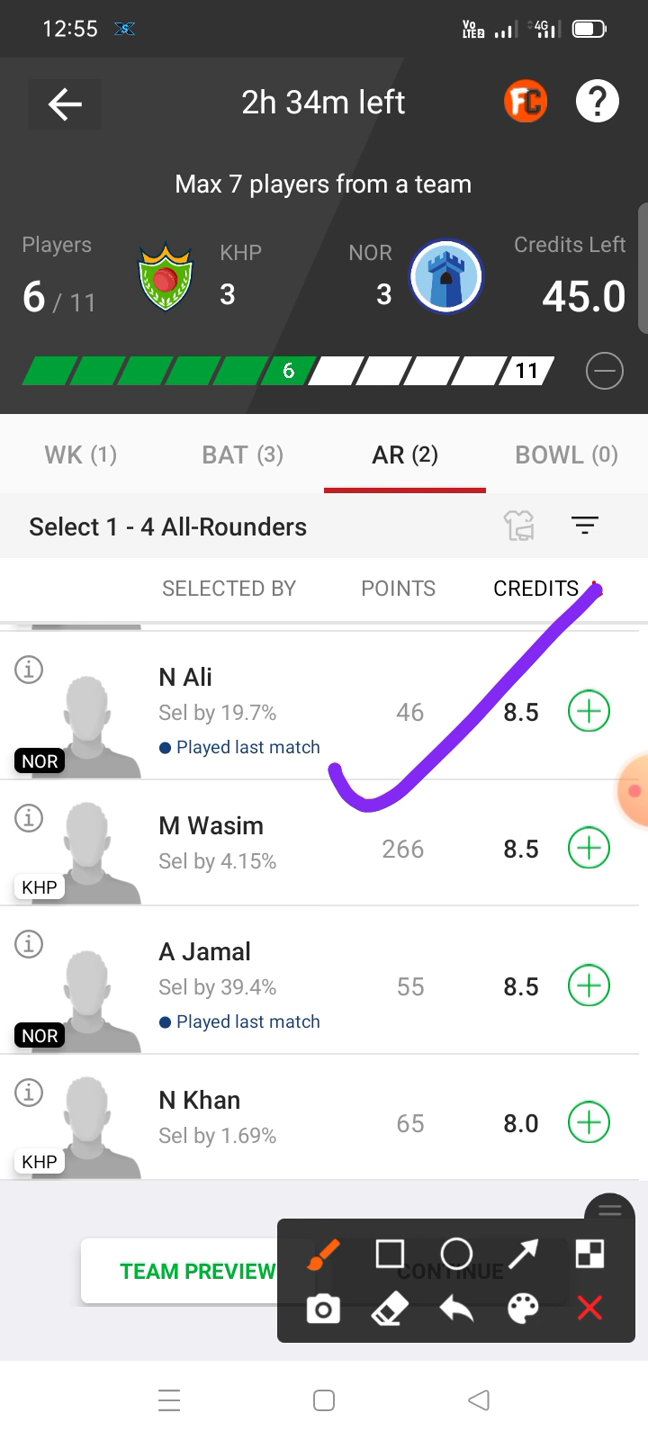 12:55 Vo LTE 4G
2h 34m left FC ?
Max 7 players from a team
Players KHP NOR Credits Left
6 / 11 3 3 45.0
6 11
WK (1) BAT (3) AR (2) BOWL (0)
Select 1 - 4 All-Rounders
SELECTED BY POINTS CREDITS
N Ali
Sel by 19.7% 46 8.5
Played last match
NOR
M Wasim
Sel by 4.15% 266 8.5
KHP
A Jamal
Sel by 39.4% 55 8.5
Played last match
NOR
N Khan
Sel by 1.69% 65 8.0
KHP
TEAM PREVIEW CONTINUE